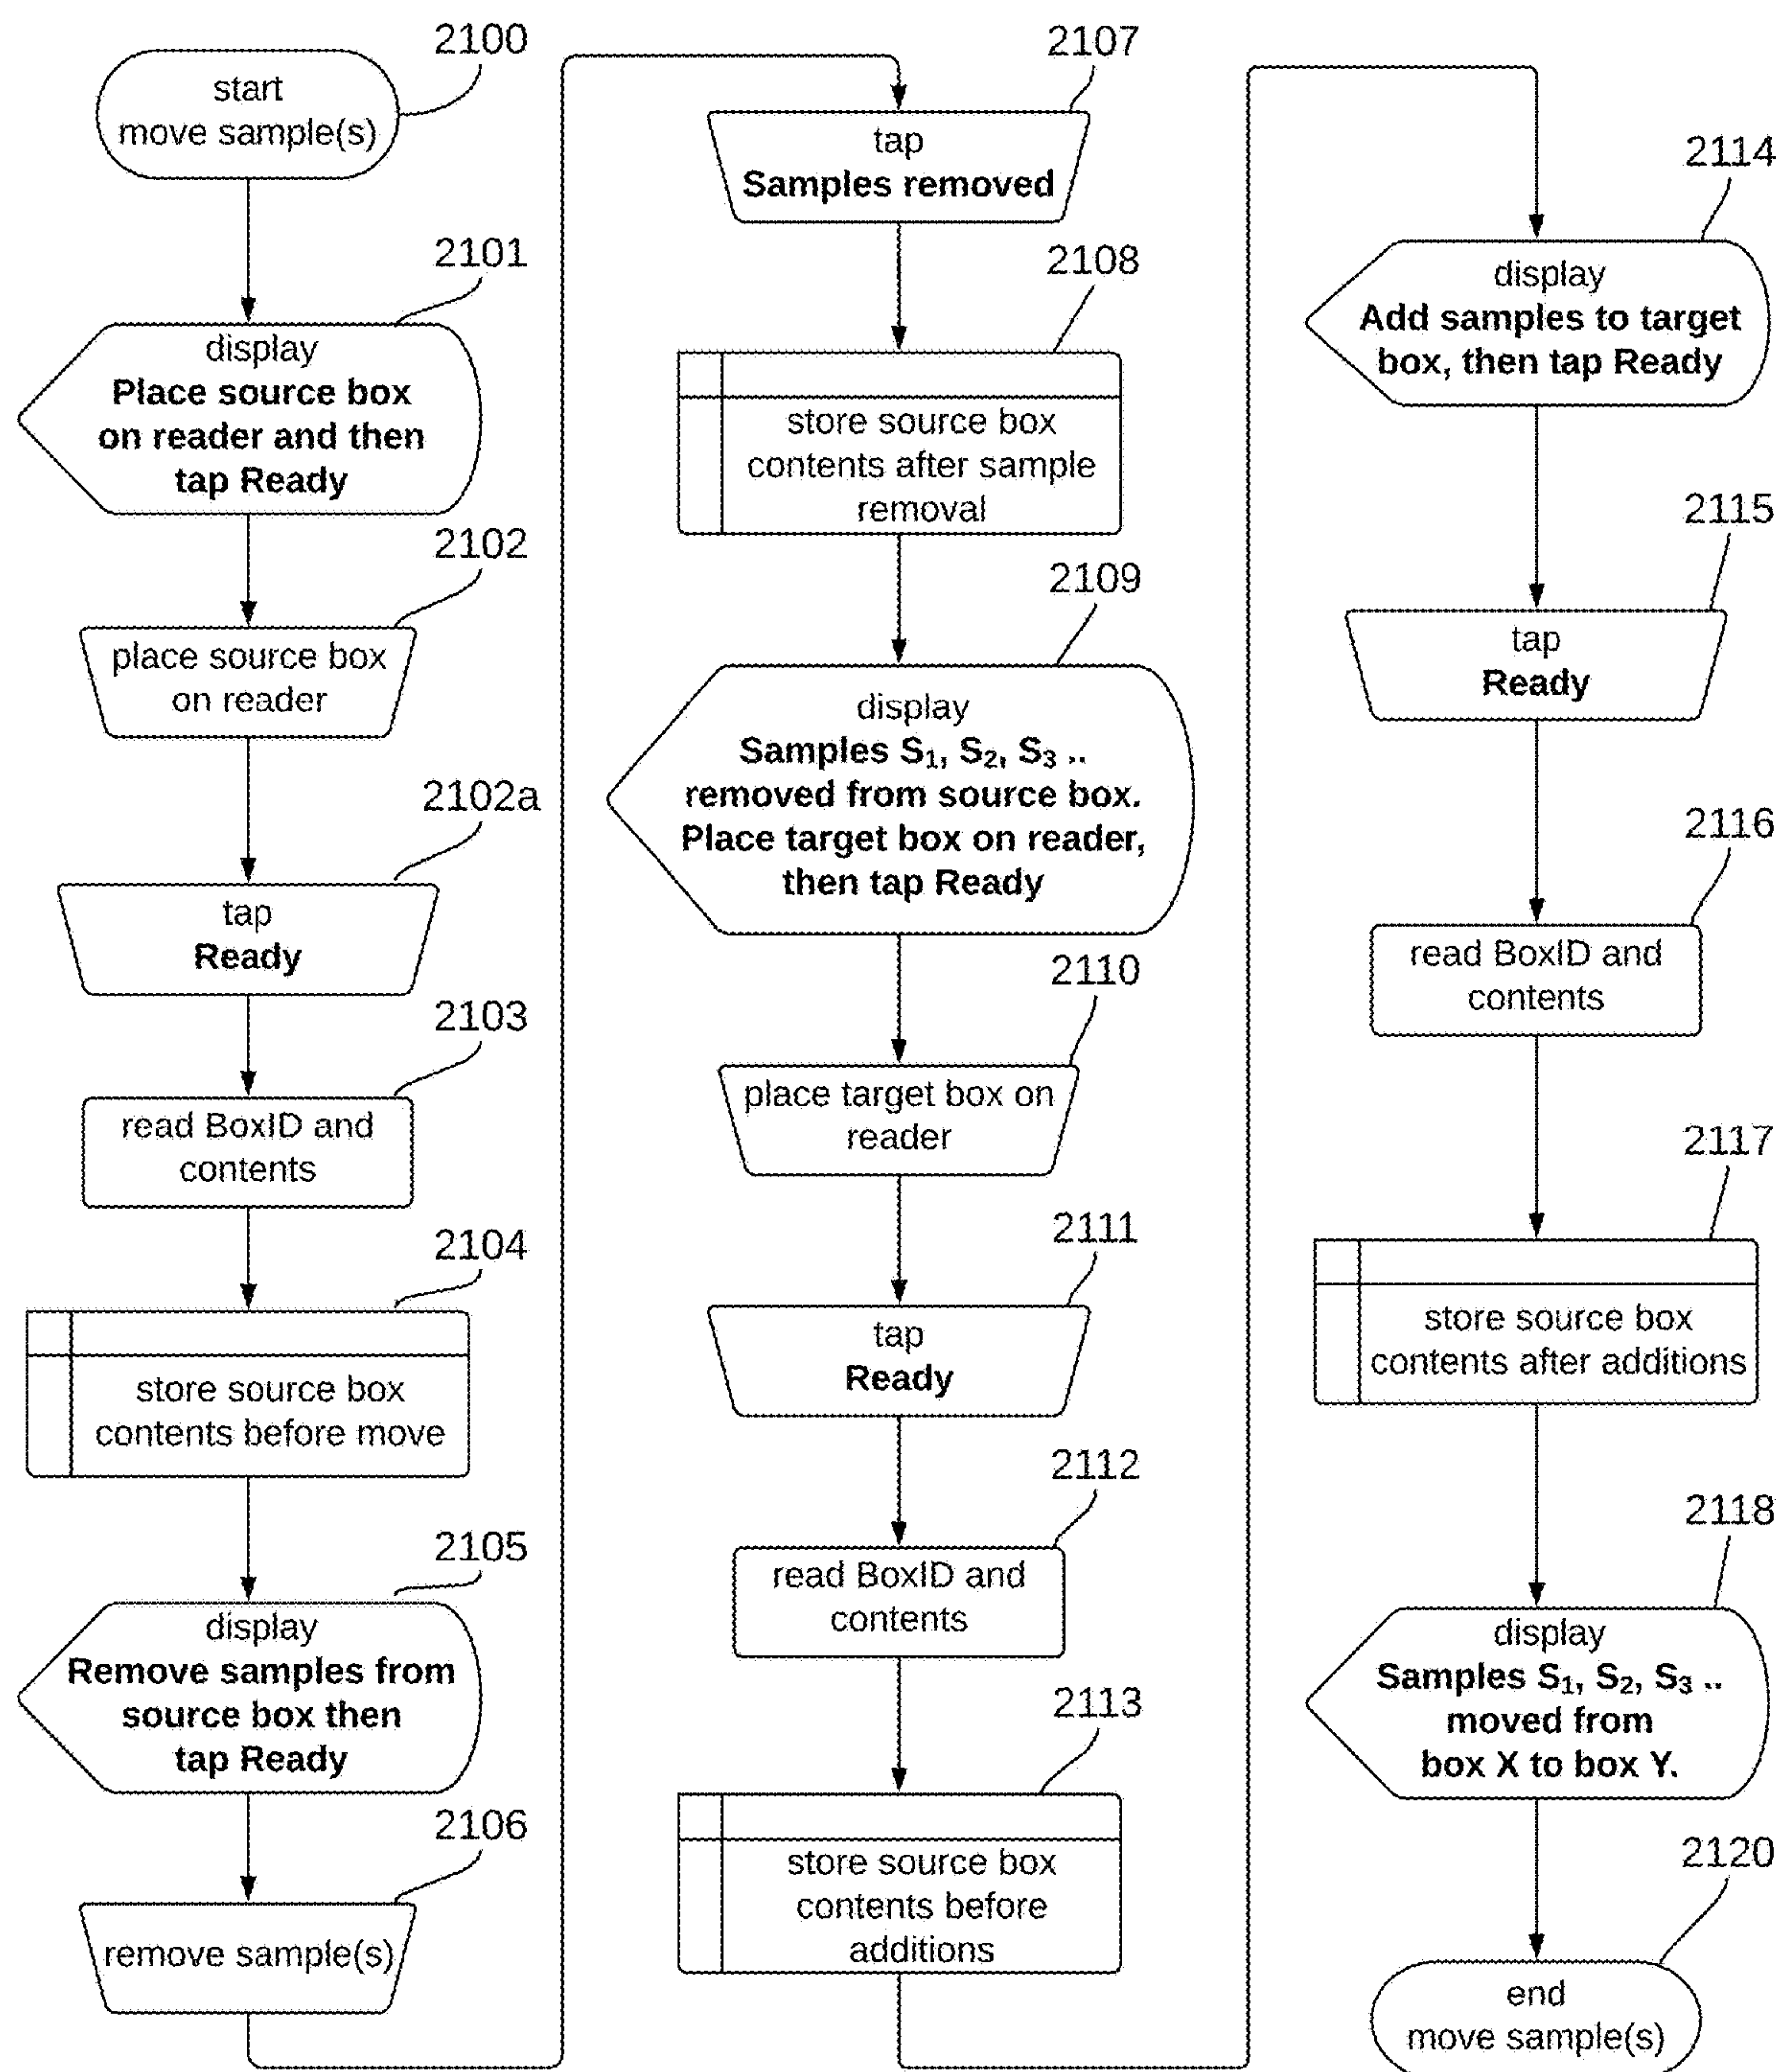 2100
start
move sample(s)
2101
display
Place source box
on reader and then
tap Ready
2102
place source box
on reader
2102a
tap
Ready
2103
read BoxID and
contents
2104
store source box
contents before move
2105
display
Remove samples from
source box then
tap Ready
2106
remove sample(s)
2107
tap
Samples removed
2108
store source box
contents after sample
removal
2109
display
Samples S₁, S₂, S₃ ..
removed from source box.
Place target box on reader,
then tap Ready
2110
place target box on
reader
2111
tap
Ready
2112
read BoxID and
contents
2113
store source box
contents before
additions
2114
display
Add samples to target
box, then tap Ready
2115
tap
Ready
2116
read BoxID and
contents
2117
store source box
contents after additions
2118
display
Samples S₁, S₂, S₃ ..
moved from
box X to box Y.
2120
end
move sample(s)